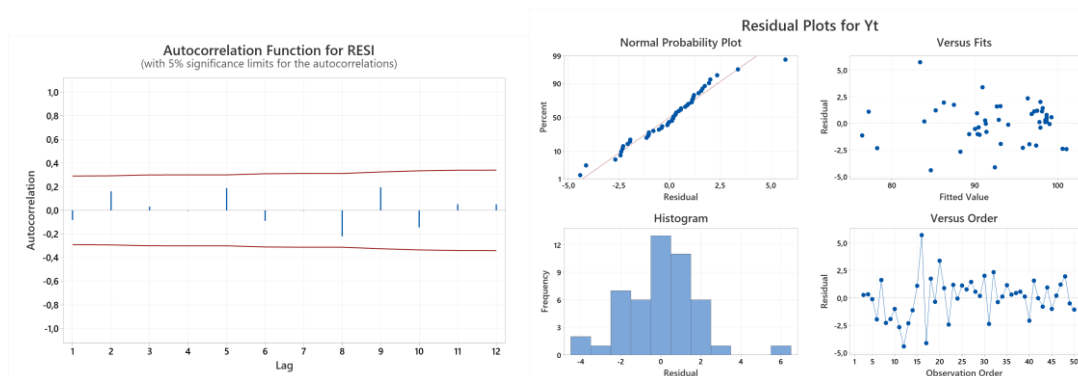 Autocorrelation Function for RESI
(with 5% significance limits for the autocorrelations)
1,0
0,8
0,6
0,4
0,2
0,0
-0,2
-0,4
-0,6
-0,8
-1,0
Autocorrelation
1 2 3 4 5 6 7 8 9 10 11 12
Lag
Residual Plots for Yt
Normal Probability Plot
99
90
50
10
1
Percent
-5,0 -2,5 0,0 2,5 5,0
Residual
Versus Fits
5,0
2,5
0,0
-2,5
-5,0
Residual
80 90 100
Fitted Value
Histogram
12
9
6
3
0
Frequency
-4 -2 0 2 4 6
Residual
Versus Order
5,0
2,5
0,0
-2,5
-5,0
Residual
1 5 10 15 20 25 30 35 40 45 50
Observation Order